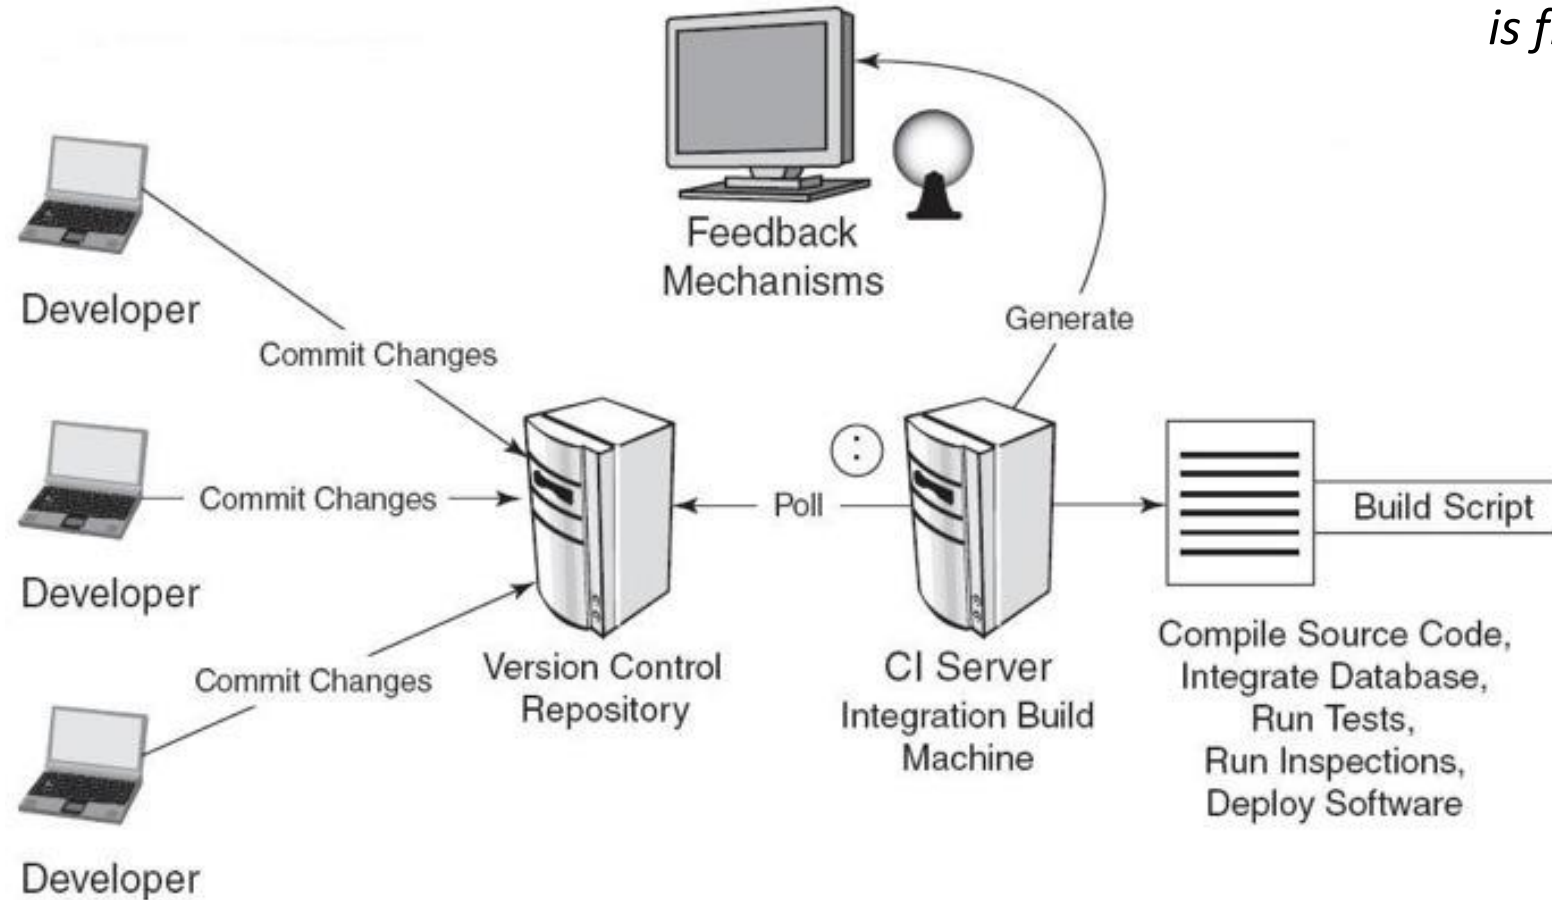 is f
Feedback
Mechanisms
Developer
Generate
Commit Changes
Commit Changes
Poll
Build Script
Developer
Commit Changes
Version Control
Repository
CI Server
Integration Build
Machine
Compile Source Code,
Integrate Database,
Run Tests,
Run Inspections,
Deploy Software
Developer